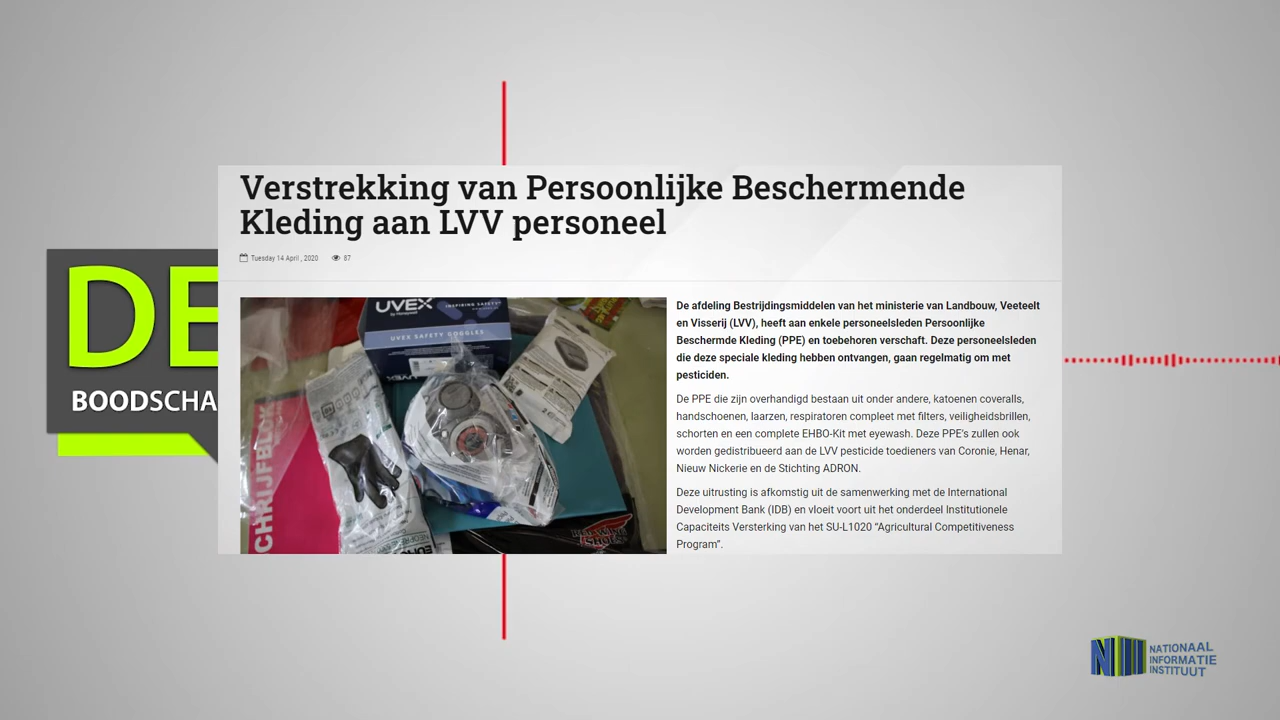 Verstrekking van Persoonlijke Beschermende
Kleding aan LVV personeel
Tuesday 14 April , 2020 87
DE
BOODSCHA
UVEX
by Honeywell
INSPIRING SAFETY
UVEX SAFETY GOGGLES
UVEX
CHRIJFBLOK
De afdeling Bestrijdingsmiddelen van het ministerie van Landbouw, Veeteelt
en Visserij (LVV), heeft aan enkele personeelsleden Persoonlijke
Beschermde Kleding (PPE) en toebehoren verschaft. Deze personeelsleden
die deze speciale kleding hebben ontvangen, gaan regelmatig om met
pesticiden.
De PPE die zijn overhandigd bestaan uit onder andere, katoenen coveralls,
handschoenen, laarzen, respiratoren compleet met filters, veiligheidsbrillen,
schorten en een complete EHBO-Kit met eyewash. Deze PPE's zullen ook
worden gedistribueerd aan de LVV pesticide toedieners van Coronie, Henar,
Nieuw Nickerie en de Stichting ADRON.
Deze uitrusting is afkomstig uit de samenwerking met de International
Development Bank (IDB) en vloeit voort uit het onderdeel Institutionele
Capaciteits Versterking van het SU-L1020 “Agricultural Competitiveness
Program”.
NII
NATIONAAL
INFORMATIE
INSTITUUT